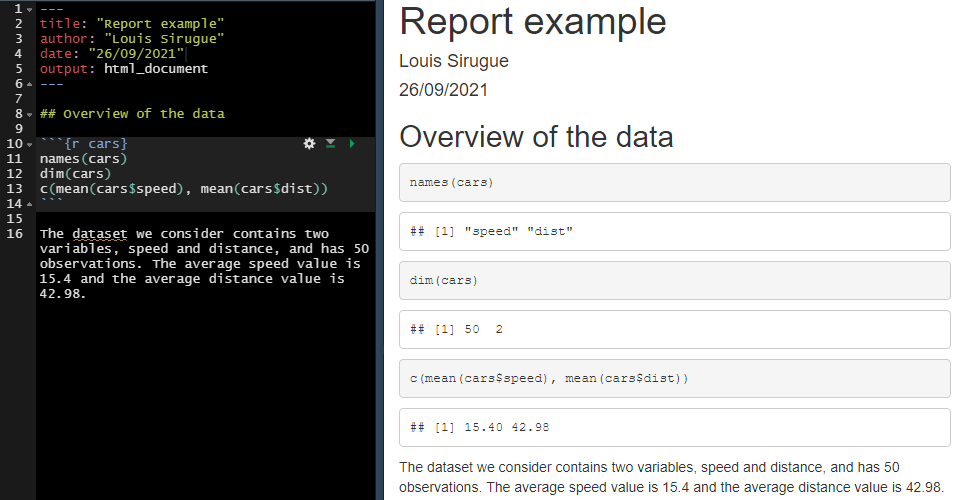 1 ---
2 title: "Report example"
3 author: "Louis Sirugue"
4 date: "26/09/2021"
5 output: html_document
6 ---
7
8 ## Overview of the data
9
10 ```{r cars}
11 names(cars)
12 dim(cars)
13 c(mean(cars$speed), mean(cars$dist))
14 ```
15
16 The dataset we consider contains two
variables, speed and distance, and has 50
observations. The average speed value is
15.4 and the average distance value is
42.98.
Report example
Louis Sirugue
26/09/2021
Overview of the data
names(cars)
## [1] "speed" "dist"
dim(cars)
## [1] 50  2
c(mean(cars$speed), mean(cars$dist))
## [1] 15.40 42.98
The dataset we consider contains two variables, speed and distance, and has 50
observations. The average speed value is 15.4 and the average distance value is 42.98.